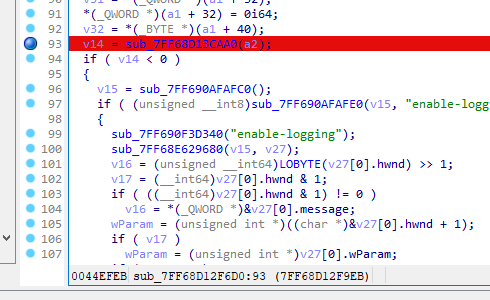 90 v31 = *(_QWORD *)(a1 + 32);
91 *(_QWORD *)(a1 + 32) = 0i64;
92 v32 = *(_BYTE *)(a1 + 40);
93 v14 = sub_7FF68D13CAA0(a2);
94 if ( v14 < 0 )
95 {
96 v15 = sub_7FF690AFAFC0();
97 if ( (unsigned __int8)sub_7FF690AFAFE0(v15, "enable-logg
98 {
99 sub_7FF690F3D340("enable-logging");
100 sub_7FF68E629680(v15, v27);
101 v16 = (unsigned __int64)LOBYTE(v27[0].hwnd) >> 1;
102 v17 = (__int64)v27[0].hwnd & 1;
103 if ( ((__int64)v27[0].hwnd & 1) != 0 )
104 v16 = *(_QWORD *)&v27[0].message;
105 wParam = (unsigned int *)((char *)&v27[0].hwnd + 1);
106 if ( v17 )
107 wParam = (unsigned int *)v27[0].wParam;
0044EFEB sub_7FF68D12F6D0:93 (7FF68D12F9EB)